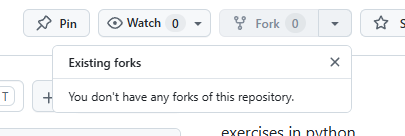 Pin
Watch 0
Fork 0
S
Existing forks
You don't have any forks of this repository.
T
exercises in python